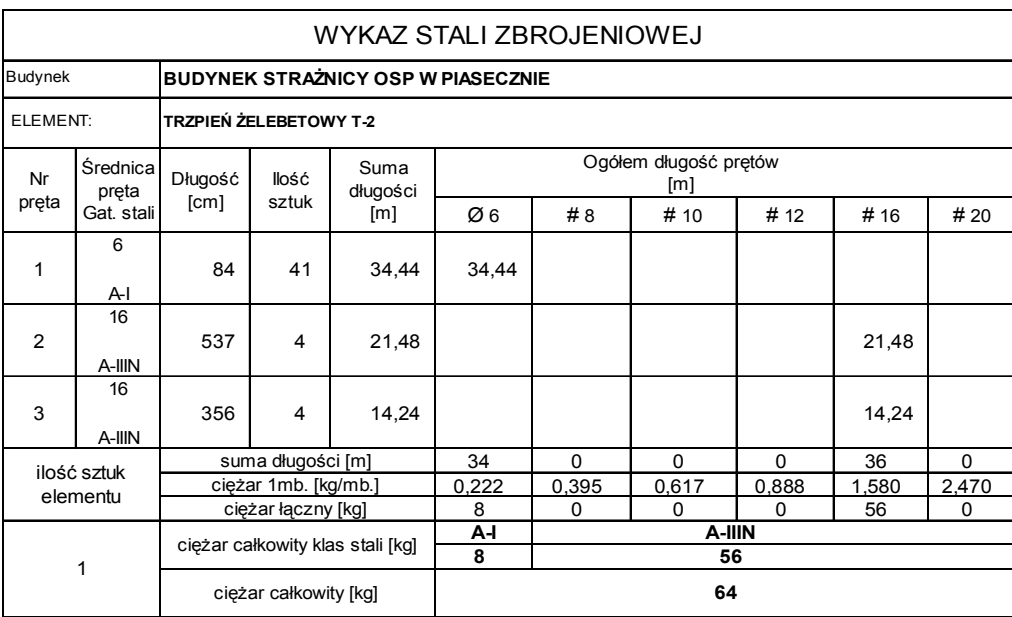 WYKAZ STALI ZBROJENIOWEJ
Budynek BUDYNEK STRAŻNICY OSP W PIASECZNIE
ELEMENT: TRZPIEŃ ŻELEBETOWY T-2
Nr pręta Średnica pręta Gat. stali Długość [cm] Ilość sztuk Suma długości [m] Ogółem długość prętów [m]
Ø 6 # 8 # 10 # 12 # 16 # 20
1 6 A-I 84 41 34,44 34,44
2 16 A-IIIN 537 4 21,48 21,48
3 16 A-IIIN 356 4 14,24 14,24
ilość sztuk elementu suma długości [m] 34 0 0 0 36 0
ciężar 1mb. [kg/mb.] 0,222 0,395 0,617 0,888 1,580 2,470
ciężar łączny [kg] 8 0 0 0 56 0
1 ciężar całkowity klas stali [kg] A-I A-IIIN
8 56
ciężar całkowity [kg] 64